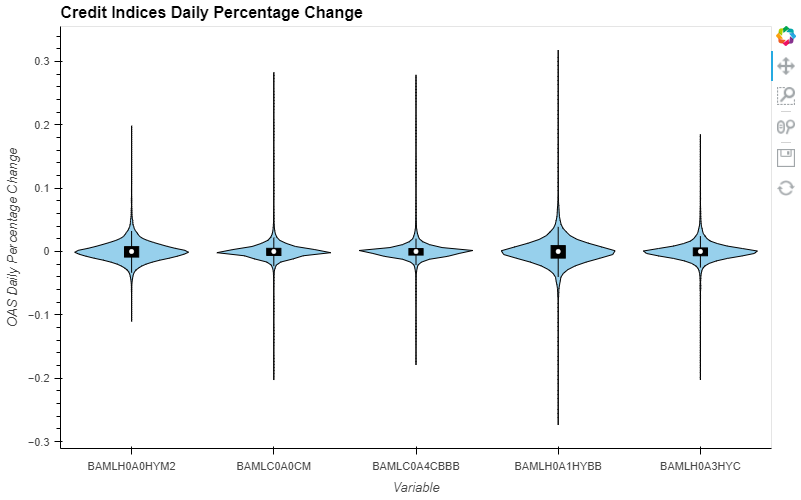 Credit Indices Daily Percentage Change
OAS Daily Percentage Change
0.3
0.2
0.1
0
−0.1
−0.2
−0.3
BAMLH0A0HYM2 BAMLC0A0CM BAMLC0A4CBBB BAMLH0A1HYBB BAMLH0A3HYC
Variable